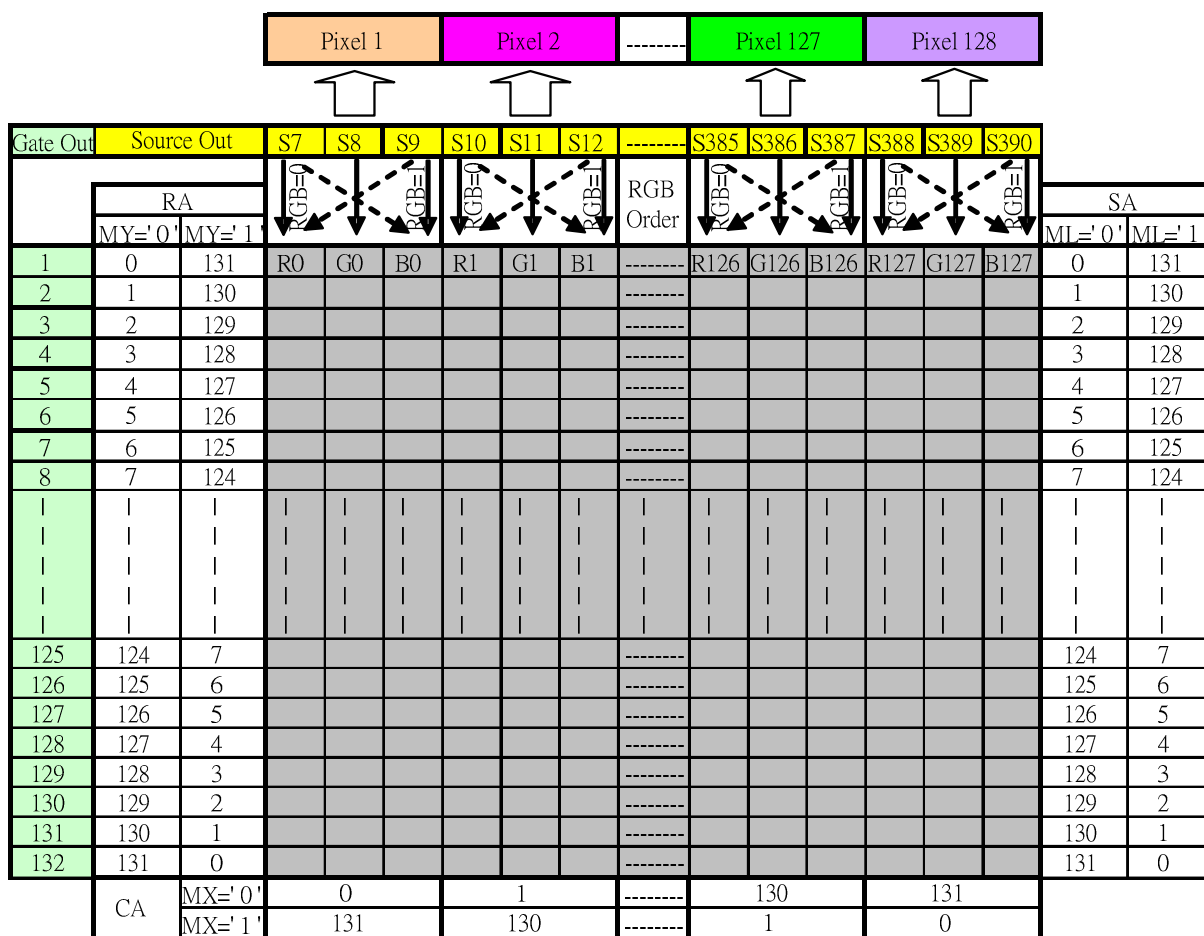 Pixel 1 Pixel 2 -------- Pixel 127 Pixel 128
Gate Out Source Out S7 S8 S9 S10 S11 S12 -------- S385 S386 S387 S388 S389 S390
RGB=0 RGB=1 RGB=0 RGB=1 RGB Order RGB=0 RGB=1 RGB=0 RGB=1
RA SA
MY=' 0 ' MY=' 1 ' ML=' 0 ' ML=' 1
1 0 131 R0 G0 B0 R1 G1 B1 -------- R126 G126 B126 R127 G127 B127 0 131
2 1 130 -------- 1 130
3 2 129 -------- 2 129
4 3 128 -------- 3 128
5 4 127 -------- 4 127
6 5 126 -------- 5 126
7 6 125 -------- 6 125
8 7 124 -------- 7 124
| | | | | | | | | | | | | | | | | |
| | | | | | | | | | | | | | | | | |
| | | | | | | | | | | | | | | | | |
| | | | | | | | | | | | | | | | | |
| | | | | | | | | | | | | | | | | |
125 124 7 -------- 124 7
126 125 6 -------- 125 6
127 126 5 -------- 126 5
128 127 4 -------- 127 4
129 128 3 -------- 128 3
130 129 2 -------- 129 2
131 130 1 -------- 130 1
132 131 0 -------- 131 0
CA MX=' 0 ' 0 1 -------- 130 131
MX=' 1 ' 131 130 -------- 1 0